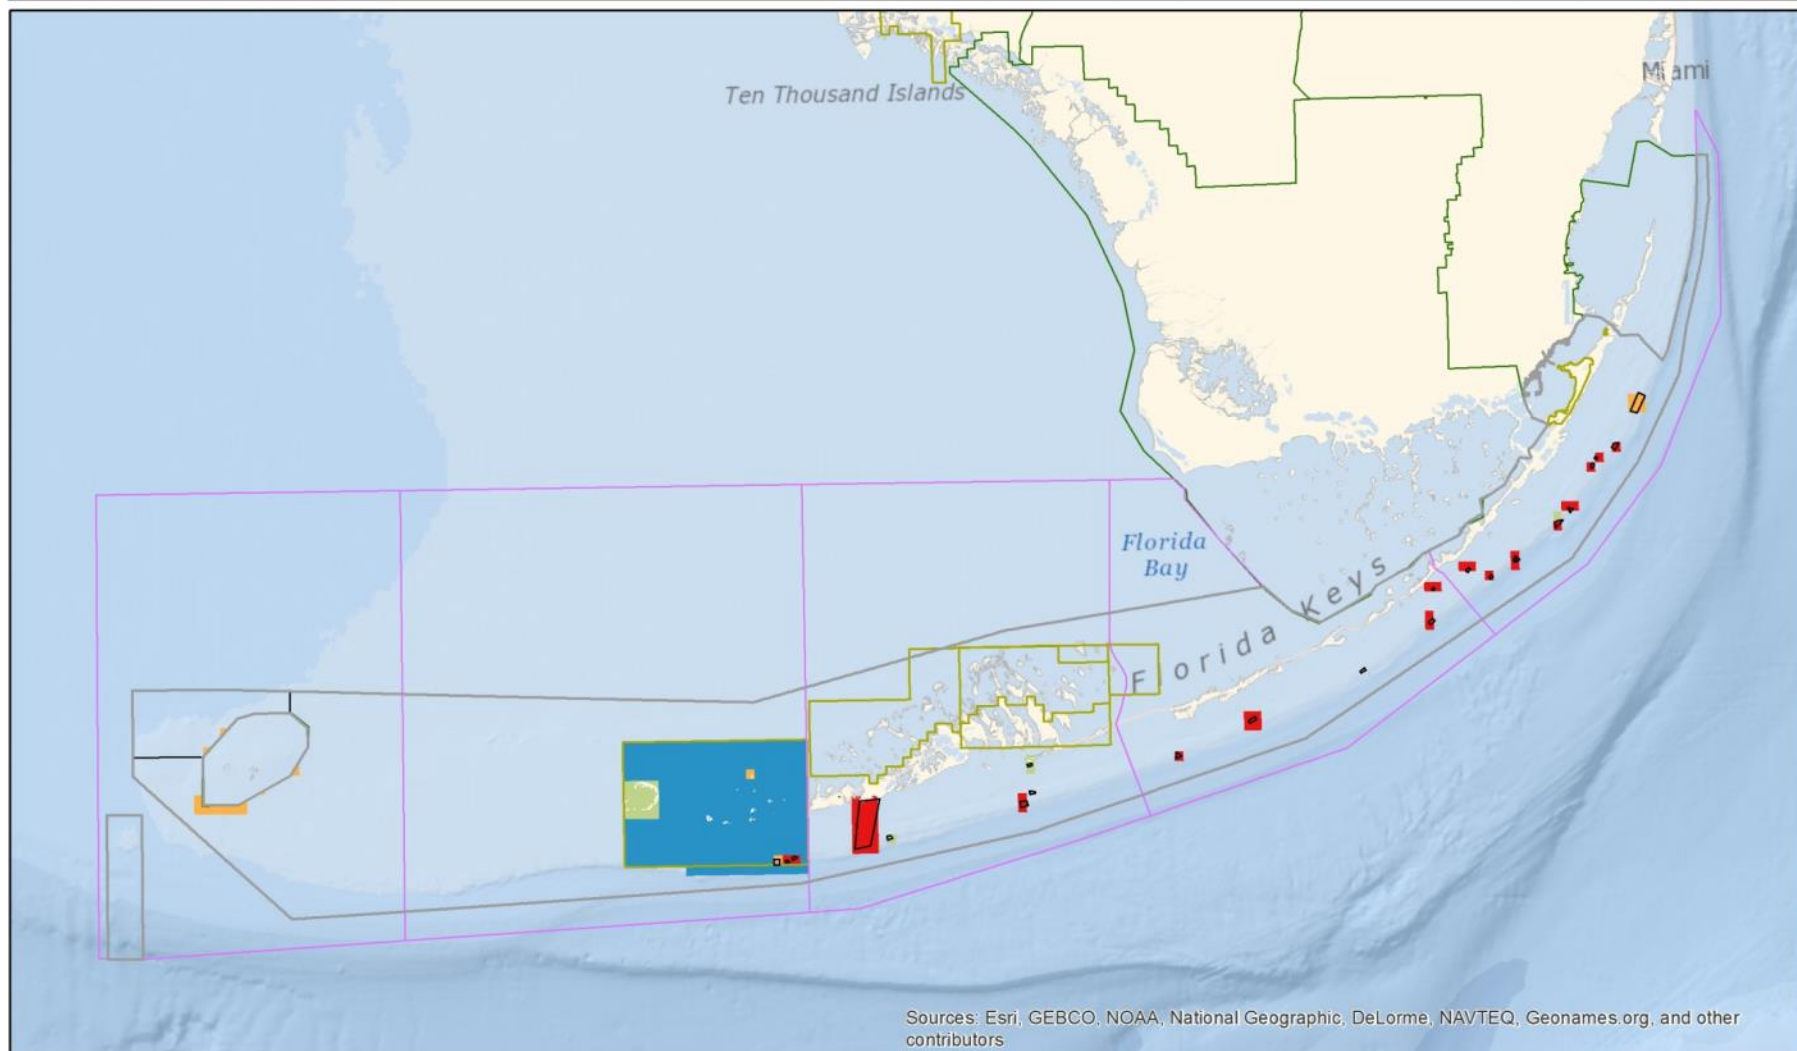 Miami
Ten Thousand Islands
Florida
Bay
Florida Keys
Sources: Esri, GEBCO, NOAA, National Geographic, DeLorme, NAVTEQ, Geonames.org, and other
contributors